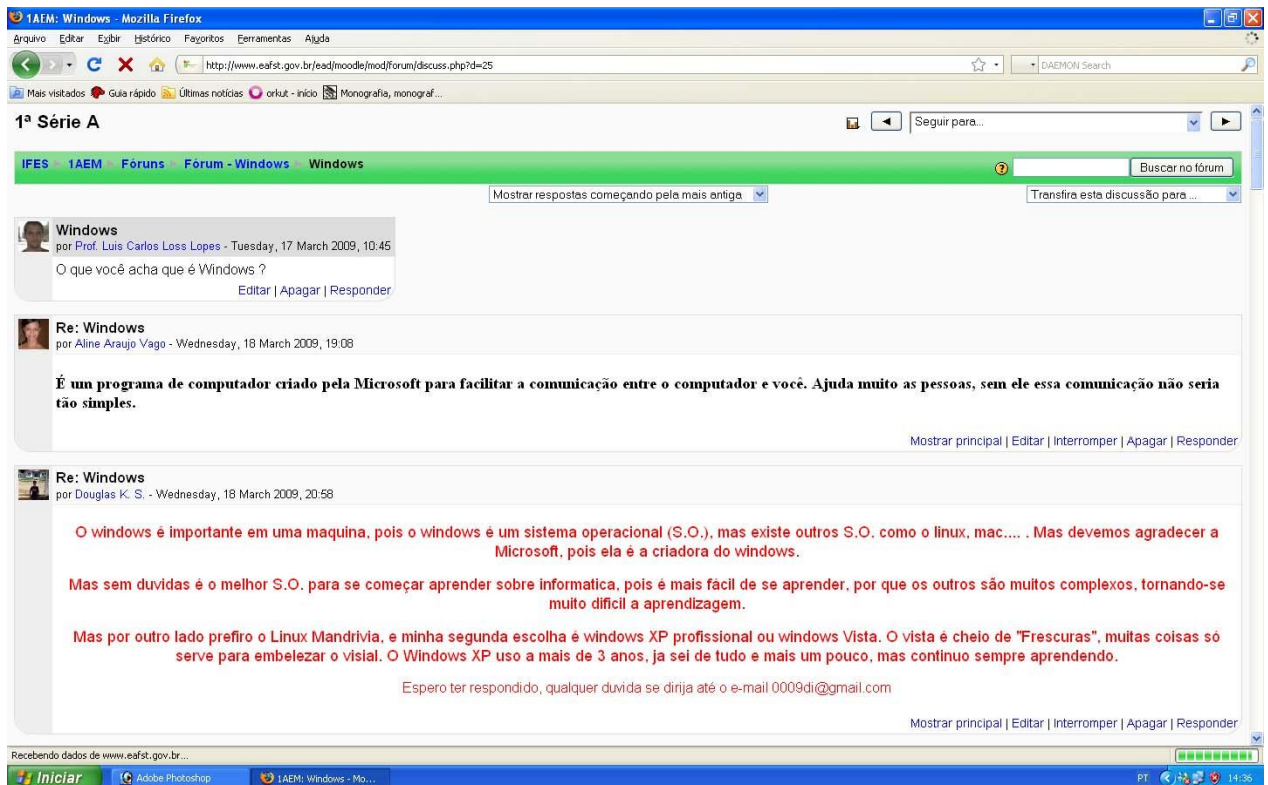 1AEM: Windows - Mozilla Firefox
Arquivo Editar Exibir Histórico Favoritos Ferramentas Ajuda
http://www.eafst.gov.br/ead/moodle/mod/forum/discuss.php?d=25
DAEMON Search
Mais visitados Guia rápido Últimas notícias orkut - início Monografia, monograf...
1ª Série A
Seguir para...
IFES 1AEM Fóruns Fórum - Windows Windows
Buscar no fórum
Mostrar respostas começando pela mais antiga
Transfira esta discussão para ...
Windows
por Prof. Luis Carlos Loss Lopes - Tuesday, 17 March 2009, 10:45
O que você acha que é Windows ?
Editar | Apagar | Responder
Re: Windows
por Aline Araujo Vago - Wednesday, 18 March 2009, 19:08
É um programa de computador criado pela Microsoft para facilitar a comunicação entre o computador e você. Ajuda muito as pessoas, sem ele essa comunicação não seria
tão simples.
Mostrar principal | Editar | Interromper | Apagar | Responder
Re: Windows
por Douglas K. S. - Wednesday, 18 March 2009, 20:58
O windows é importante em uma maquina, pois o windows é um sistema operacional (S.O.), mas existe outros S.O. como o linux, mac.... . Mas devemos agradecer a
Microsoft, pois ela é a criadora do windows.
Mas sem duvidas é o melhor S.O. para se começar aprender sobre informatica, pois é mais fácil de se aprender, por que os outros são muitos complexos, tornando-se
muito dificil a aprendizagem.
Mas por outro lado prefiro o Linux Mandrivia, e minha segunda escolha é windows XP profissional ou windows Vista. O vista é cheio de "Frescuras", muitas coisas só
serve para embelezar o visial. O Windows XP uso a mais de 3 anos, ja sei de tudo e mais um pouco, mas continuo sempre aprendendo.
Espero ter respondido, qualquer duvida se dirija até o e-mail 0009di@gmail.com
Mostrar principal | Editar | Interromper | Apagar | Responder
Recebendo dados de www.eafst.gov.br...
Iniciar Adobe Photoshop 1AEM: Windows - Mo... PT 14:36